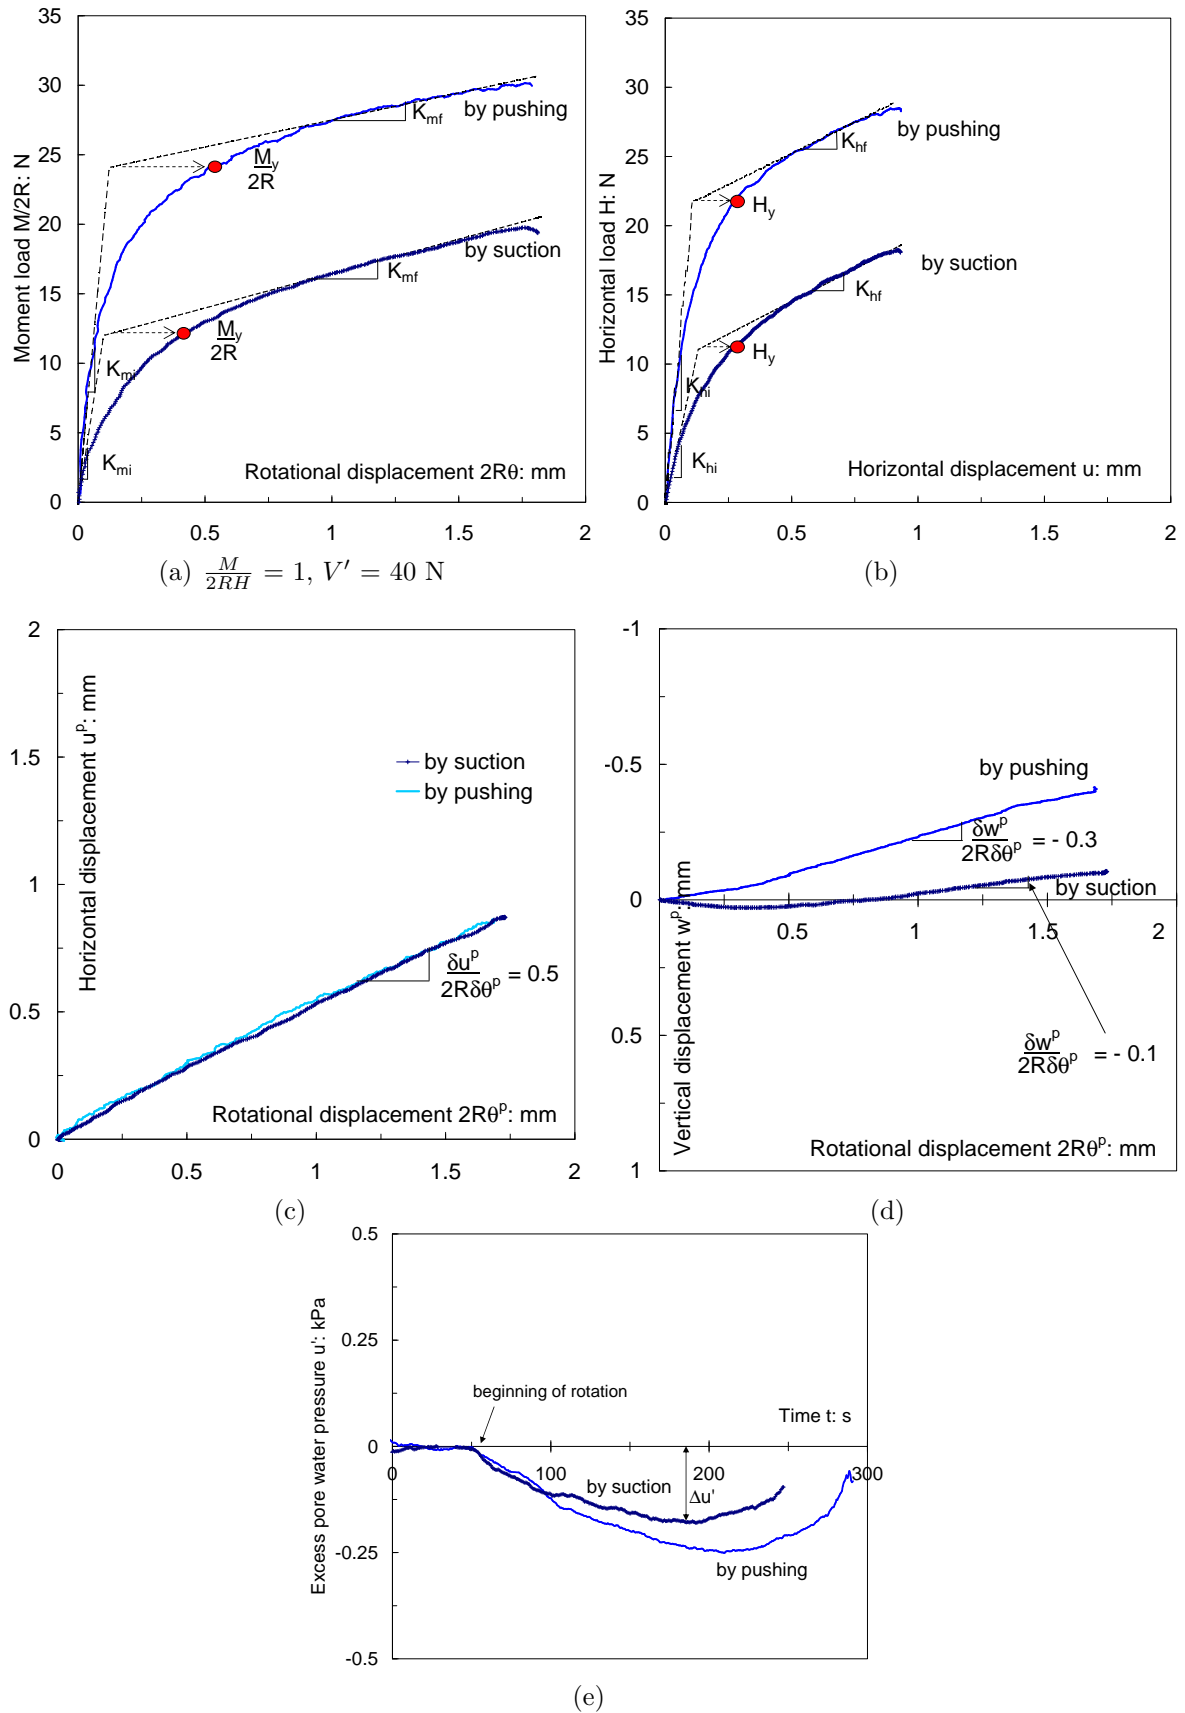 35
30
25
20
15
10
5
0
Moment load M/2R: N
by pushing
K_mf
M_y
2R
by suction
K_mf
M_y
2R
K_mi
K_mi
Rotational displacement 2Rθ: mm
0 0.5 1 1.5 2
(a) M/2RH = 1, V′ = 40 N
35
30
25
20
15
10
5
0
Horizontal load H: N
by pushing
K_hf
H_y
by suction
K_hf
H_y
K_hi
K_hi
Horizontal displacement u: mm
0 0.5 1 1.5 2
(b)
2
1.5
1
0.5
0
Horizontal displacement u^p: mm
by suction
by pushing
δu^p
2Rδθ^p = 0.5
Rotational displacement 2Rθ^p: mm
0 0.5 1 1.5 2
(c)
-1
-0.5
0
0.5
1
Vertical displacement w^p: mm
by pushing
δw^p
2Rδθ^p = - 0.3
by suction
0.5 1 1.5 2
δw^p
2Rδθ^p = - 0.1
Rotational displacement 2Rθ^p: mm
(d)
0.5
0.25
0
-0.25
-0.5
Excess pore water pressure u': kPa
beginning of rotation
Time t: s
0 100 200 300
by suction
Δu'
by pushing
(e)